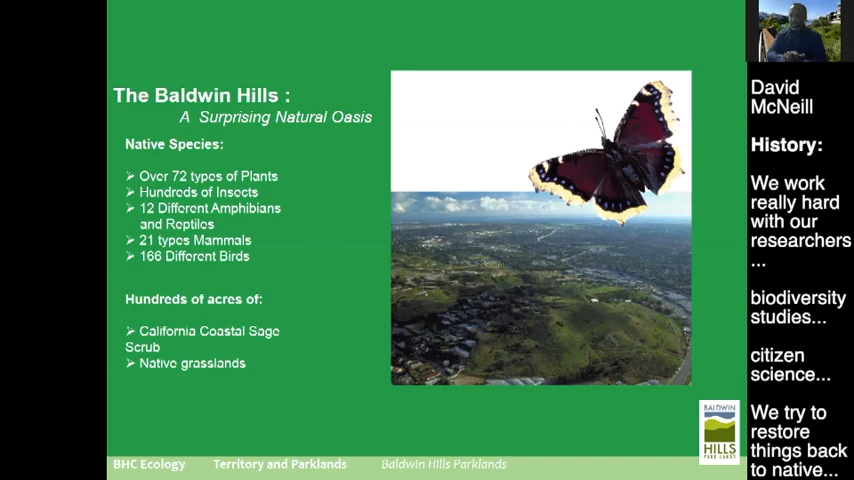 The Baldwin Hills :
A Surprising Natural Oasis
Native Species:
➢ Over 72 types of Plants
➢ Hundreds of Insects
➢ 12 Different Amphibians
and Reptiles
➢ 21 types Mammals
➢ 166 Different Birds
Hundreds of acres of:
➢ California Coastal Sage
Scrub
➢ Native grasslands
BALDWIN
HILLS
PARKLANDS
BHC Ecology Territory and Parklands Baldwin Hills Parklands
David
McNeill
History:
We work
really hard
with our
researchers
...
biodiversity
studies...
citizen
science...
We try to
restore
things back
to native...